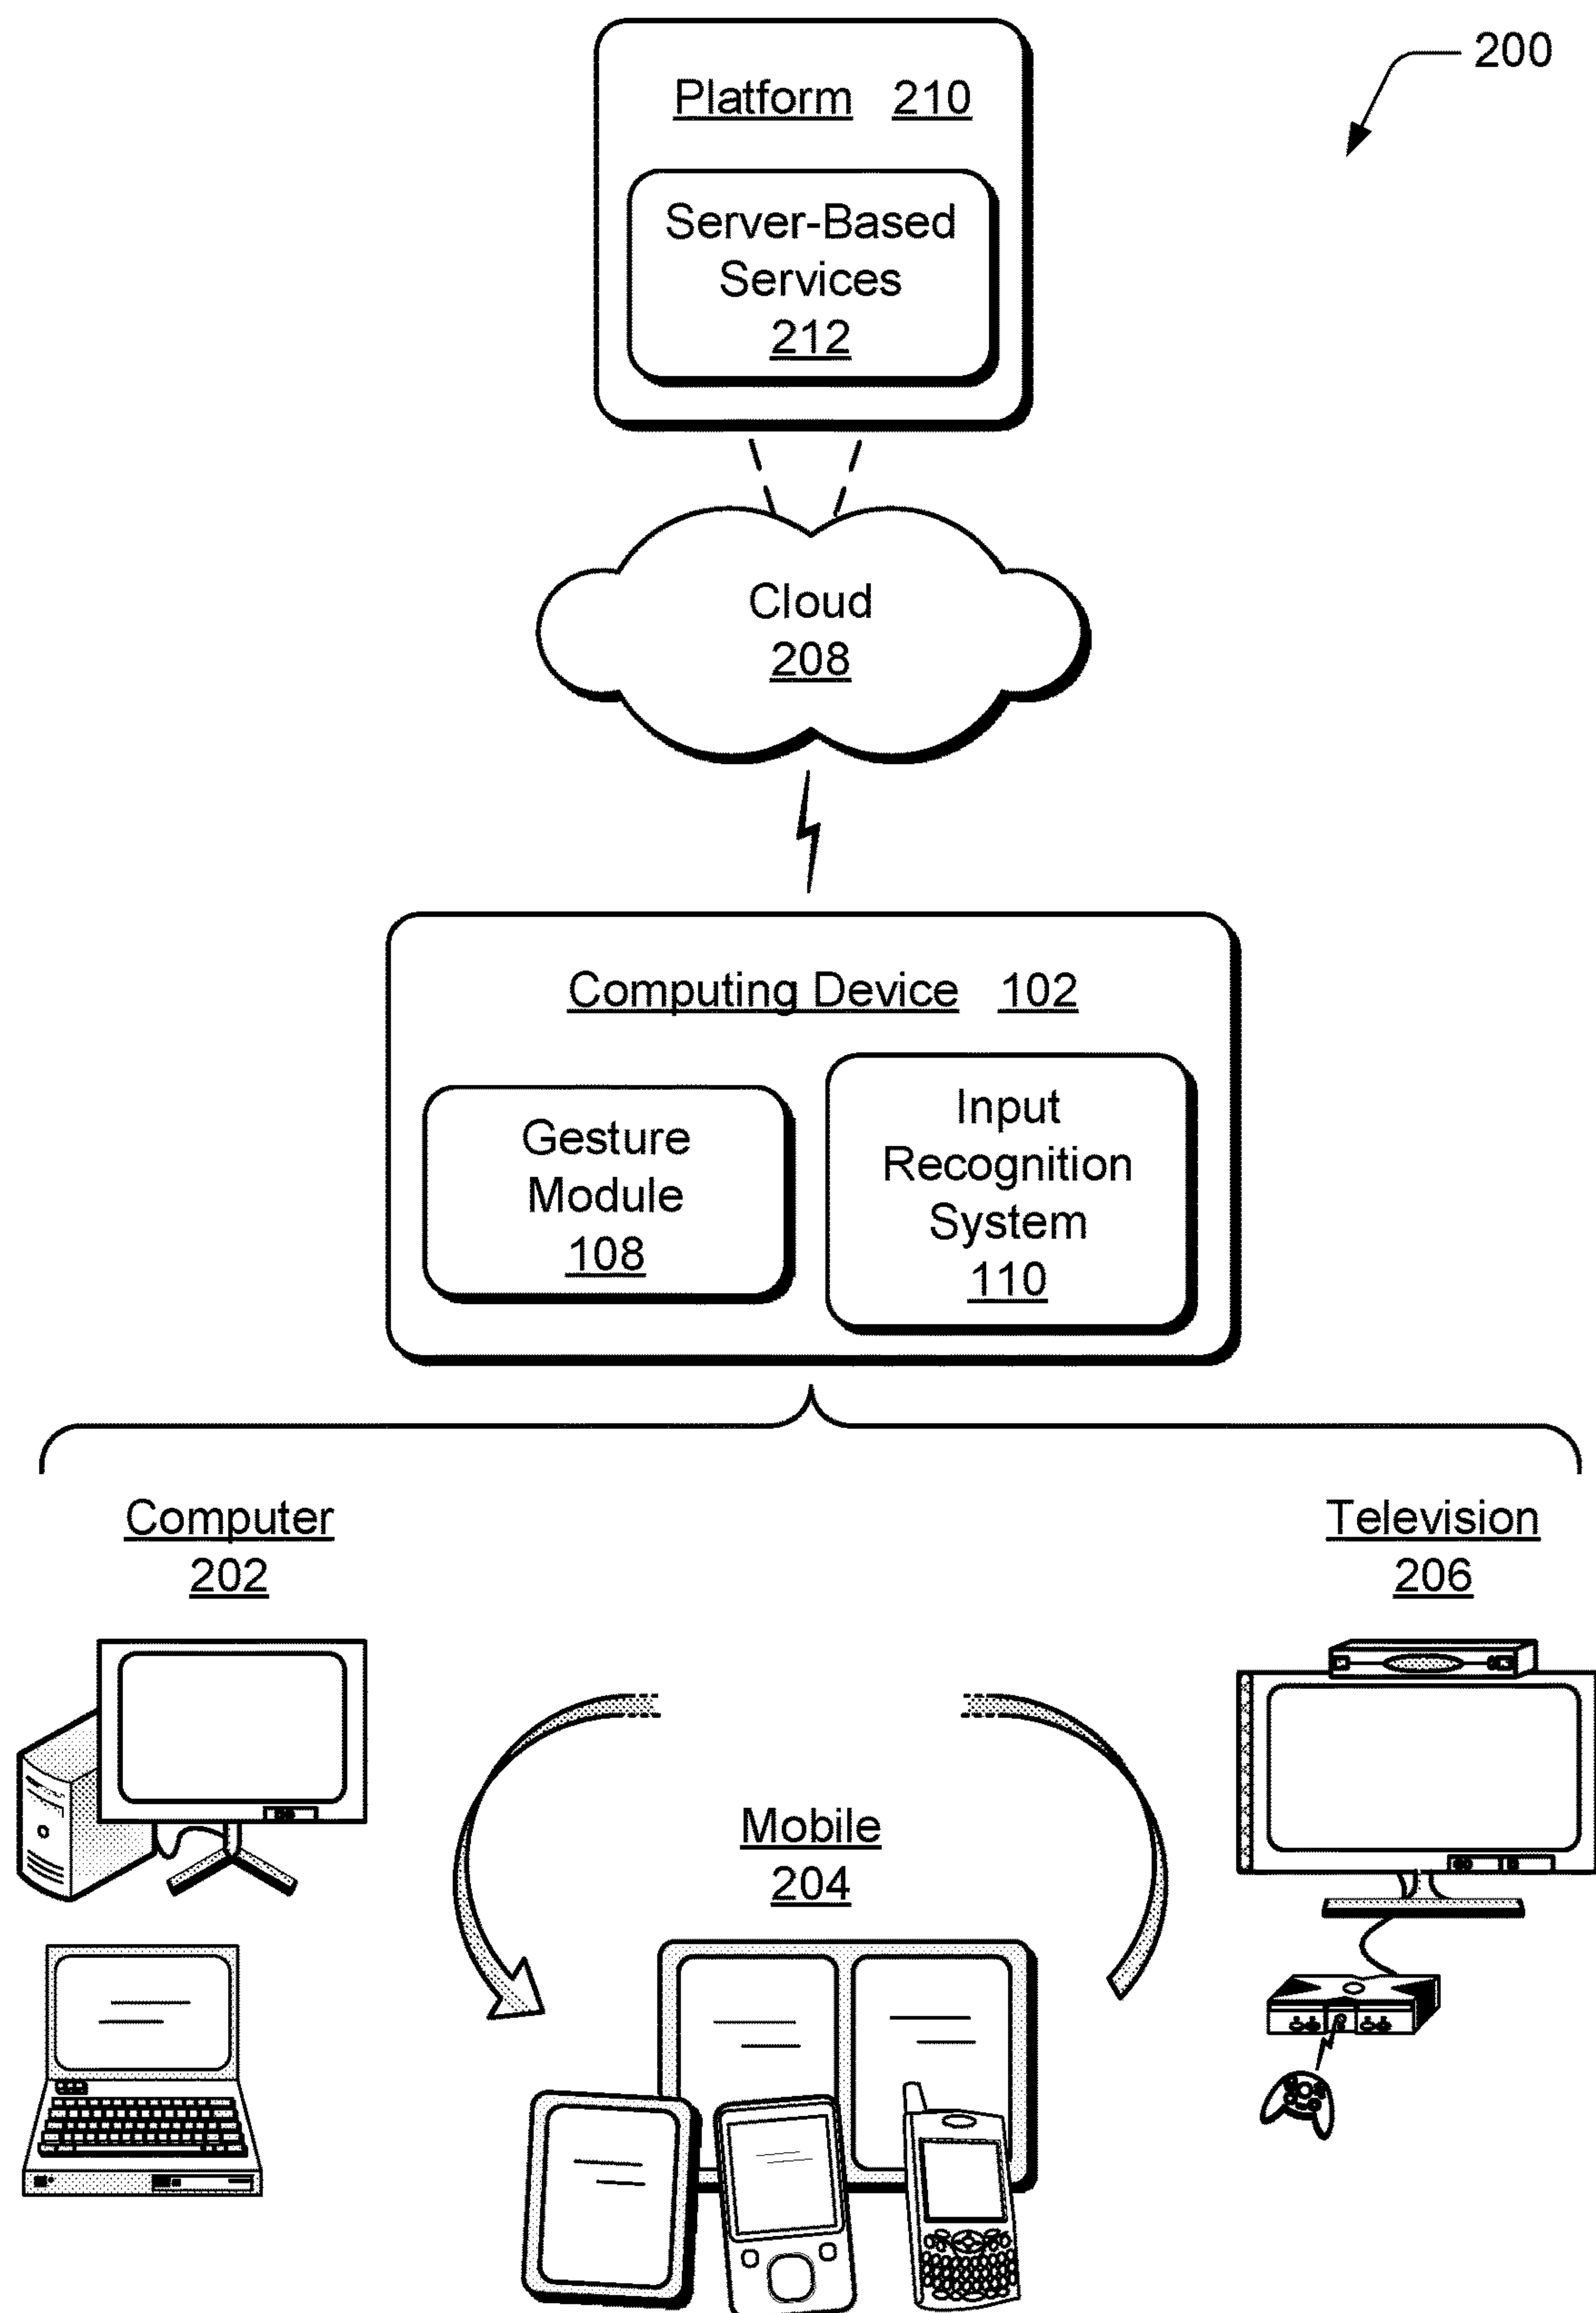 200
Platform 210
Server-Based
Services
212
Cloud
208
Computing Device 102
Gesture
Module
108
Input
Recognition
System
110
Computer
202
Television
206
Mobile
204